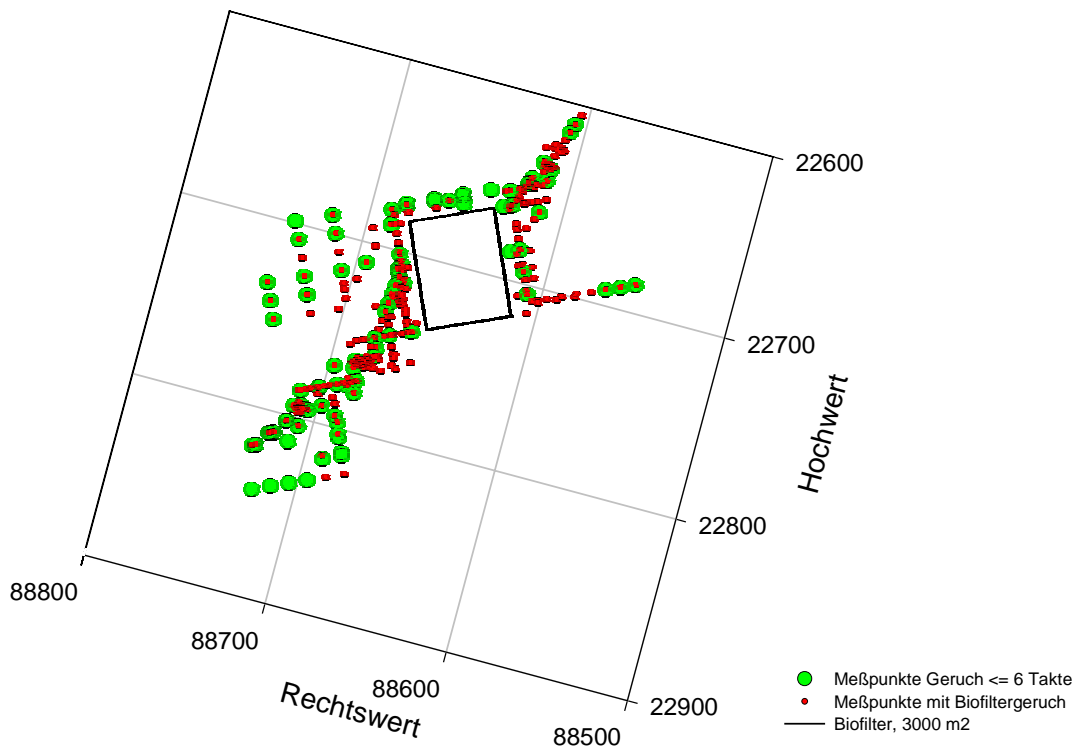 22600
22700
Hochwert
22800
88800
88700
88600
Rechtswert
22900
88500
Meßpunkte Geruch <= 6 Takte
Meßpunkte mit Biofiltergeruch
Biofilter, 3000 m2